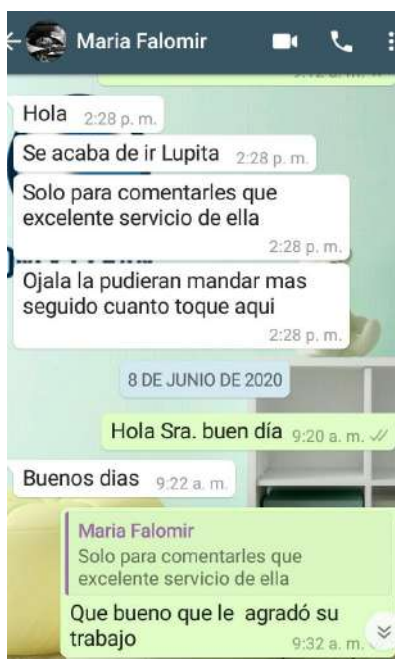 Maria Falomir
Hola 2:28 p. m.
Se acaba de ir Lupita 2:28 p. m.
Solo para comentarles que
excelente servicio de ella
2:28 p. m.
Ojala la pudieran mandar mas
seguido cuanto toque aqui
2:28 p. m.
8 DE JUNIO DE 2020
Hola Sra. buen día 9:20 a. m.
Buenos dias 9:22 a. m.
Maria Falomir
Solo para comentarles que
excelente servicio de ella
Que bueno que le agradó su
trabajo 9:32 a. m.